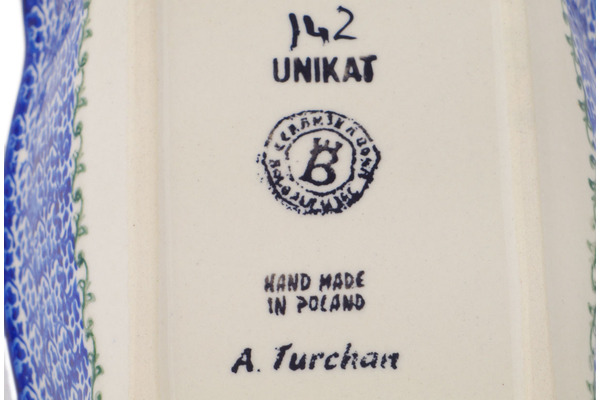 142
UNIKAT
B
HAND MADE
IN POLAND
A. Turchan